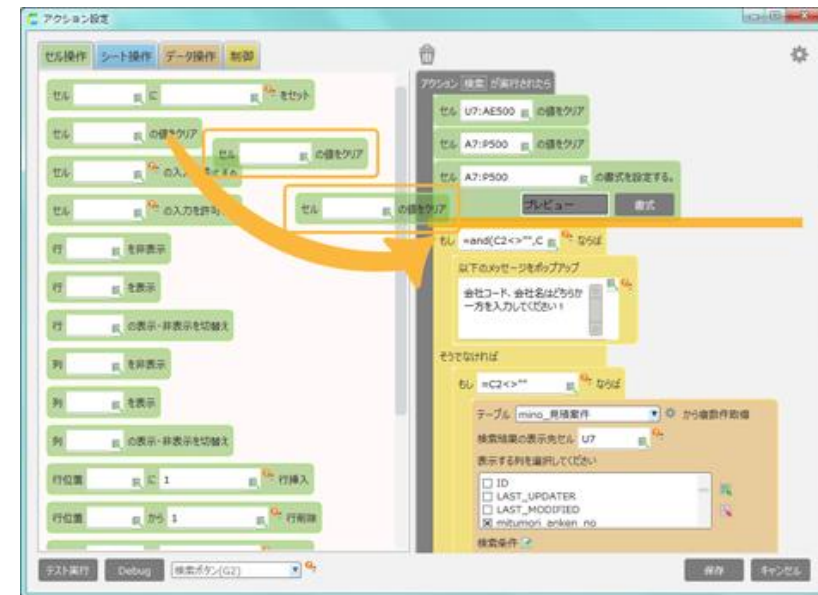 アクション設定
セル操作 シート操作 データ操作 制御
セル に をセット
セル の値をクリア
セル の値をクリア
セル の入力
セル の値をクリア
セル の入力を許可
行 を非表示
行 を表示
行 の表示・非表示を切替え
列 を非表示
列 を表示
列 の表示・非表示を切替え
行位置 に 1 行挿入
行位置 から 1 行削除
テスト実行 Debug 検索ボタン(G2)
アクション 検索 が実行されたら
セル U7:AE500 の値をクリア
セル A7:P500 の値をクリア
セル A7:P500 の書式を設定する。
プレビュー 書式
もし =and(C2<>"",C ならば
以下のメッセージをポップアップ
会社コード、会社名はどちらか
一方を入力してください！
そうでなければ
もし =C2<>"" ならば
テーブル mino_見積案件 から複数件取得
検索結果の表示先セル U7
表示する列を選択してください
ID
LAST_UPDATER
LAST_MODIFIED
mitumori_anken_no
検索条件
保存 キャンセル